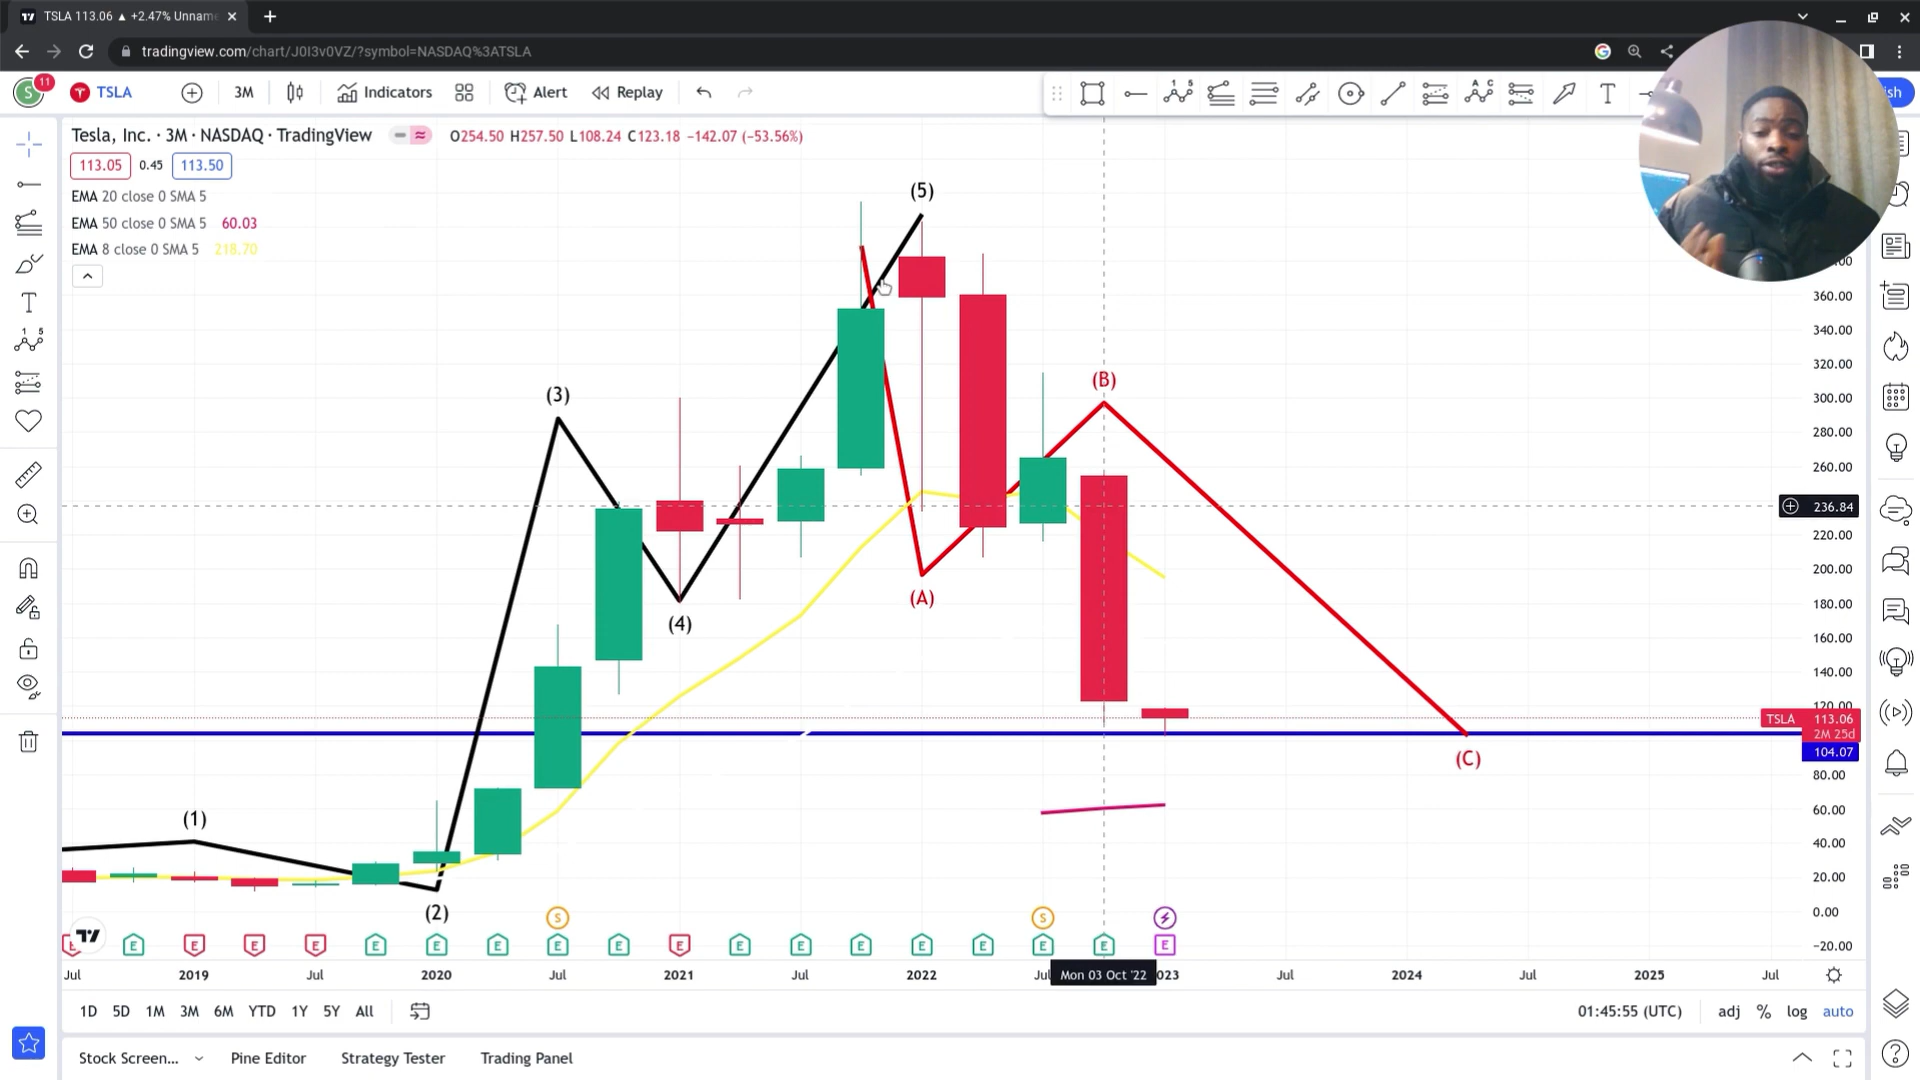 TSLA 113.06 ▲ +2.47% Unnam
tradingview.com/chart/J0I3v0VZ/?symbol=NASDAQ%3ATSLA
S 11 TSLA 3M Indicators Alert Replay
ish
Tesla, Inc. · 3M · NASDAQ · TradingView O254.50 H257.50 L108.24 C123.18 −142.07 (−53.56%)
113.05 0.45 113.50
EMA 20 close 0 SMA 5
EMA 50 close 0 SMA 5 60.03
EMA 8 close 0 SMA 5 218.70
(5)
(3)
(B)
(A)
(4)
(1)
(2)
(C)
360.00
340.00
320.00
300.00
280.00
260.00
236.84
220.00
200.00
180.00
160.00
140.00
120.00
TSLA 113.06
2M 25d
104.07
80.00
60.00
40.00
20.00
0.00
−20.00
S S
E E E E E E E E E E E E E E E E E E
Jul 2019 Jul 2020 Jul 2021 Jul 2022 Jul Mon 03 Oct '22 023 Jul 2024 Jul 2025 Jul
1D 5D 1M 3M 6M YTD 1Y 5Y All 01:45:55 (UTC) adj % log auto
Stock Screen... Pine Editor Strategy Tester Trading Panel